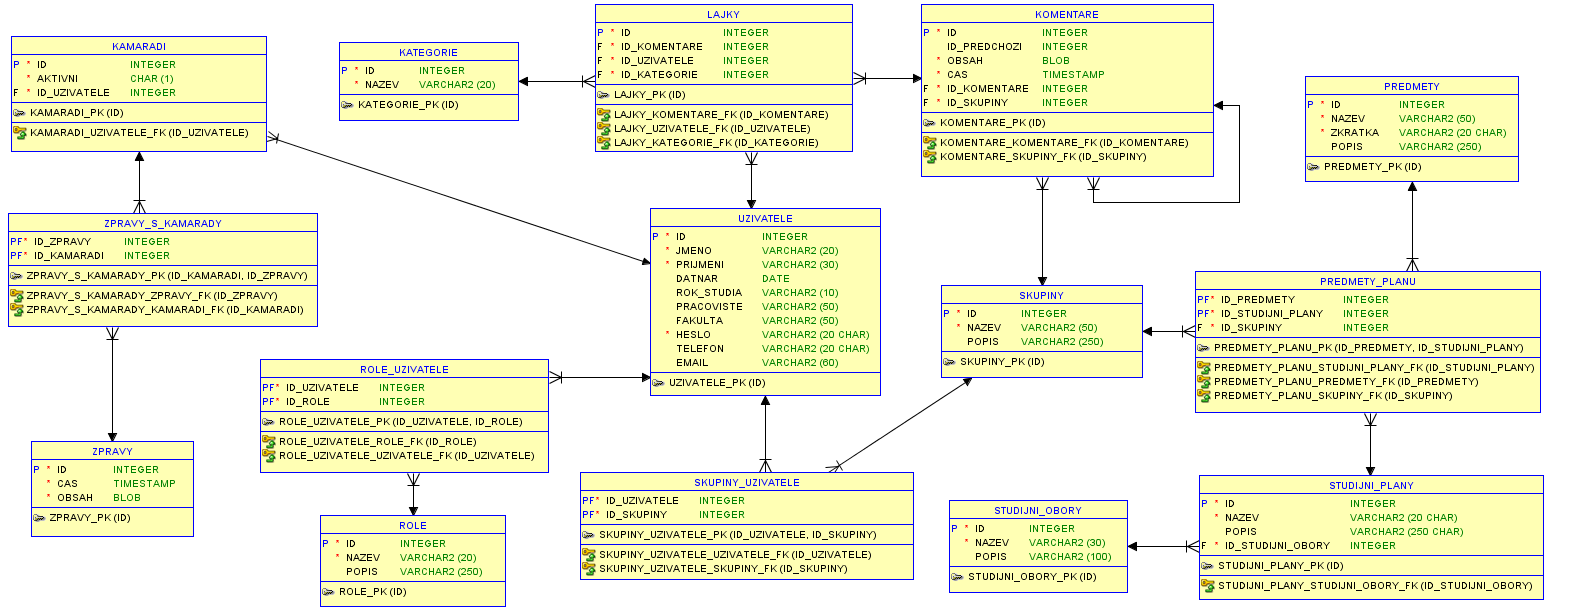 KAMARADI
P * ID INTEGER
* AKTIVNI CHAR (1)
F * ID_UZIVATELE INTEGER
KAMARADI_PK (ID)
KAMARADI_UZIVATELE_FK (ID_UZIVATELE)
KATEGORIE
P * ID INTEGER
* NAZEV VARCHAR2 (20)
KATEGORIE_PK (ID)
LAJKY
P * ID INTEGER
F * ID_KOMENTARE INTEGER
F * ID_UZIVATELE INTEGER
F * ID_KATEGORIE INTEGER
LAJKY_PK (ID)
LAJKY_KOMENTARE_FK (ID_KOMENTARE)
LAJKY_UZIVATELE_FK (ID_UZIVATELE)
LAJKY_KATEGORIE_FK (ID_KATEGORIE)
KOMENTARE
P * ID INTEGER
ID_PREDCHOZI INTEGER
* OBSAH BLOB
* CAS TIMESTAMP
F * ID_KOMENTARE INTEGER
F * ID_SKUPINY INTEGER
KOMENTARE_PK (ID)
KOMENTARE_KOMENTARE_FK (ID_KOMENTARE)
KOMENTARE_SKUPINY_FK (ID_SKUPINY)
PREDMETY
P * ID INTEGER
* NAZEV VARCHAR2 (50)
* ZKRATKA VARCHAR2 (20 CHAR)
POPIS VARCHAR2 (250)
PREDMETY_PK (ID)
ZPRAVY_S_KAMARADY
PF* ID_ZPRAVY INTEGER
PF* ID_KAMARADI INTEGER
ZPRAVY_S_KAMARADY_PK (ID_KAMARADI, ID_ZPRAVY)
ZPRAVY_S_KAMARADY_ZPRAVY_FK (ID_ZPRAVY)
ZPRAVY_S_KAMARADY_KAMARADI_FK (ID_KAMARADI)
UZIVATELE
P * ID INTEGER
* JMENO VARCHAR2 (20)
* PRIJMENI VARCHAR2 (30)
DATNAR DATE
ROK_STUDIA VARCHAR2 (10)
PRACOVISTE VARCHAR2 (50)
FAKULTA VARCHAR2 (50)
* HESLO VARCHAR2 (20 CHAR)
TELEFON VARCHAR2 (20 CHAR)
EMAIL VARCHAR2 (60)
UZIVATELE_PK (ID)
SKUPINY
P * ID INTEGER
* NAZEV VARCHAR2 (50)
POPIS VARCHAR2 (250)
SKUPINY_PK (ID)
PREDMETY_PLANU
PF* ID_PREDMETY INTEGER
PF* ID_STUDIJNI_PLANY INTEGER
F * ID_SKUPINY INTEGER
PREDMETY_PLANU_PK (ID_PREDMETY, ID_STUDIJNI_PLANY)
PREDMETY_PLANU_STUDIJNI_PLANY_FK (ID_STUDIJNI_PLANY)
PREDMETY_PLANU_PREDMETY_FK (ID_PREDMETY)
PREDMETY_PLANU_SKUPINY_FK (ID_SKUPINY)
ROLE_UZIVATELE
PF* ID_UZIVATELE INTEGER
PF* ID_ROLE INTEGER
ROLE_UZIVATELE_PK (ID_UZIVATELE, ID_ROLE)
ROLE_UZIVATELE_ROLE_FK (ID_ROLE)
ROLE_UZIVATELE_UZIVATELE_FK (ID_UZIVATELE)
ZPRAVY
P * ID INTEGER
* CAS TIMESTAMP
* OBSAH BLOB
ZPRAVY_PK (ID)
ROLE
P * ID INTEGER
* NAZEV VARCHAR2 (20)
POPIS VARCHAR2 (250)
ROLE_PK (ID)
SKUPINY_UZIVATELE
PF* ID_UZIVATELE INTEGER
PF* ID_SKUPINY INTEGER
SKUPINY_UZIVATELE_PK (ID_UZIVATELE, ID_SKUPINY)
SKUPINY_UZIVATELE_UZIVATELE_FK (ID_UZIVATELE)
SKUPINY_UZIVATELE_SKUPINY_FK (ID_SKUPINY)
STUDIJNI_OBORY
P * ID INTEGER
* NAZEV VARCHAR2 (30)
POPIS VARCHAR2 (100)
STUDIJNI_OBORY_PK (ID)
STUDIJNI_PLANY
P * ID INTEGER
* NAZEV VARCHAR2 (20 CHAR)
POPIS VARCHAR2 (250 CHAR)
F * ID_STUDIJNI_OBORY INTEGER
STUDIJNI_PLANY_PK (ID)
STUDIJNI_PLANY_STUDIJNI_OBORY_FK (ID_STUDIJNI_OBORY)